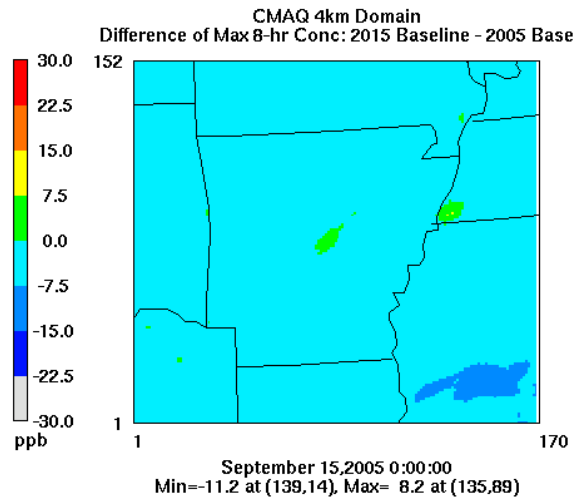 CMAQ 4km Domain
Difference of Max 8-hr Conc: 2015 Baseline - 2005 Base
152
30.0
22.5
15.0
7.5
0.0
-7.5
-15.0
-22.5
-30.0
ppb
1
1
170
September 15,2005 0:00:00
Min=-11.2 at (139,14), Max=  8.2 at (135,89)